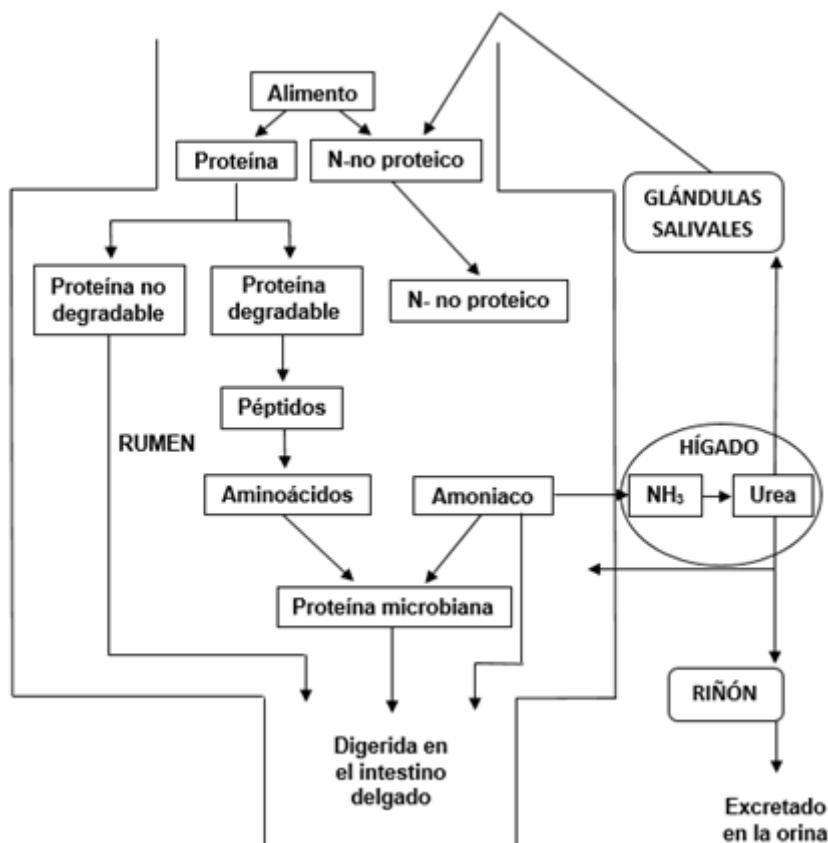 Alimento
Proteína
N-no proteico
GLÁNDULAS
SALIVALES
Proteína no
degradable
Proteína
degradable
N- no proteico
Péptidos
RUMEN
HÍGADO
Aminoácidos
Amoniaco
NH₃
Urea
Proteína microbiana
RIÑÓN
Digerida en
el intestino
delgado
Excretado
en la orina